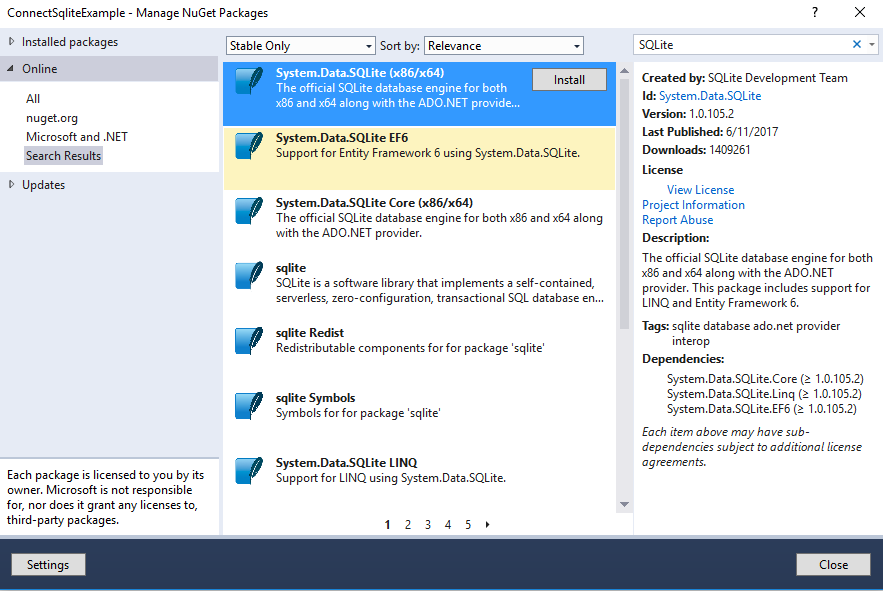 ConnectSqliteExample - Manage NuGet Packages
?
Installed packages
Online
All
nuget.org
Microsoft and .NET
Search Results
Updates
Each package is licensed to you by its
owner. Microsoft is not responsible
for, nor does it grant any licenses to,
third-party packages.
Stable Only
Sort by: Relevance
System.Data.SQLite (x86/x64)
Install
The official SQLite database engine for both
x86 and x64 along with the ADO.NET provide...
System.Data.SQLite EF6
Support for Entity Framework 6 using System.Data.SQLite.
System.Data.SQLite Core (x86/x64)
The official SQLite database engine for both x86 and x64 along
with the ADO.NET provider.
sqlite
SQLite is a software library that implements a self-contained,
serverless, zero-configuration, transactional SQL database en...
sqlite Redist
Redistributable components for for package 'sqlite'
sqlite Symbols
Symbols for for package 'sqlite'
System.Data.SQLite LINQ
Support for LINQ using System.Data.SQLite.
1 2 3 4 5
SQLite
Created by: SQLite Development Team
Id: System.Data.SQLite
Version: 1.0.105.2
Last Published: 6/11/2017
Downloads: 1409261
License
View License
Project Information
Report Abuse
Description:
The official SQLite database engine for both
x86 and x64 along with the ADO.NET
provider. This package includes support for
LINQ and Entity Framework 6.
Tags: sqlite database ado.net provider
interop
Dependencies:
System.Data.SQLite.Core (≥ 1.0.105.2)
System.Data.SQLite.Linq (≥ 1.0.105.2)
System.Data.SQLite.EF6 (≥ 1.0.105.2)
Each item above may have sub-
dependencies subject to additional license
agreements.
Settings
Close